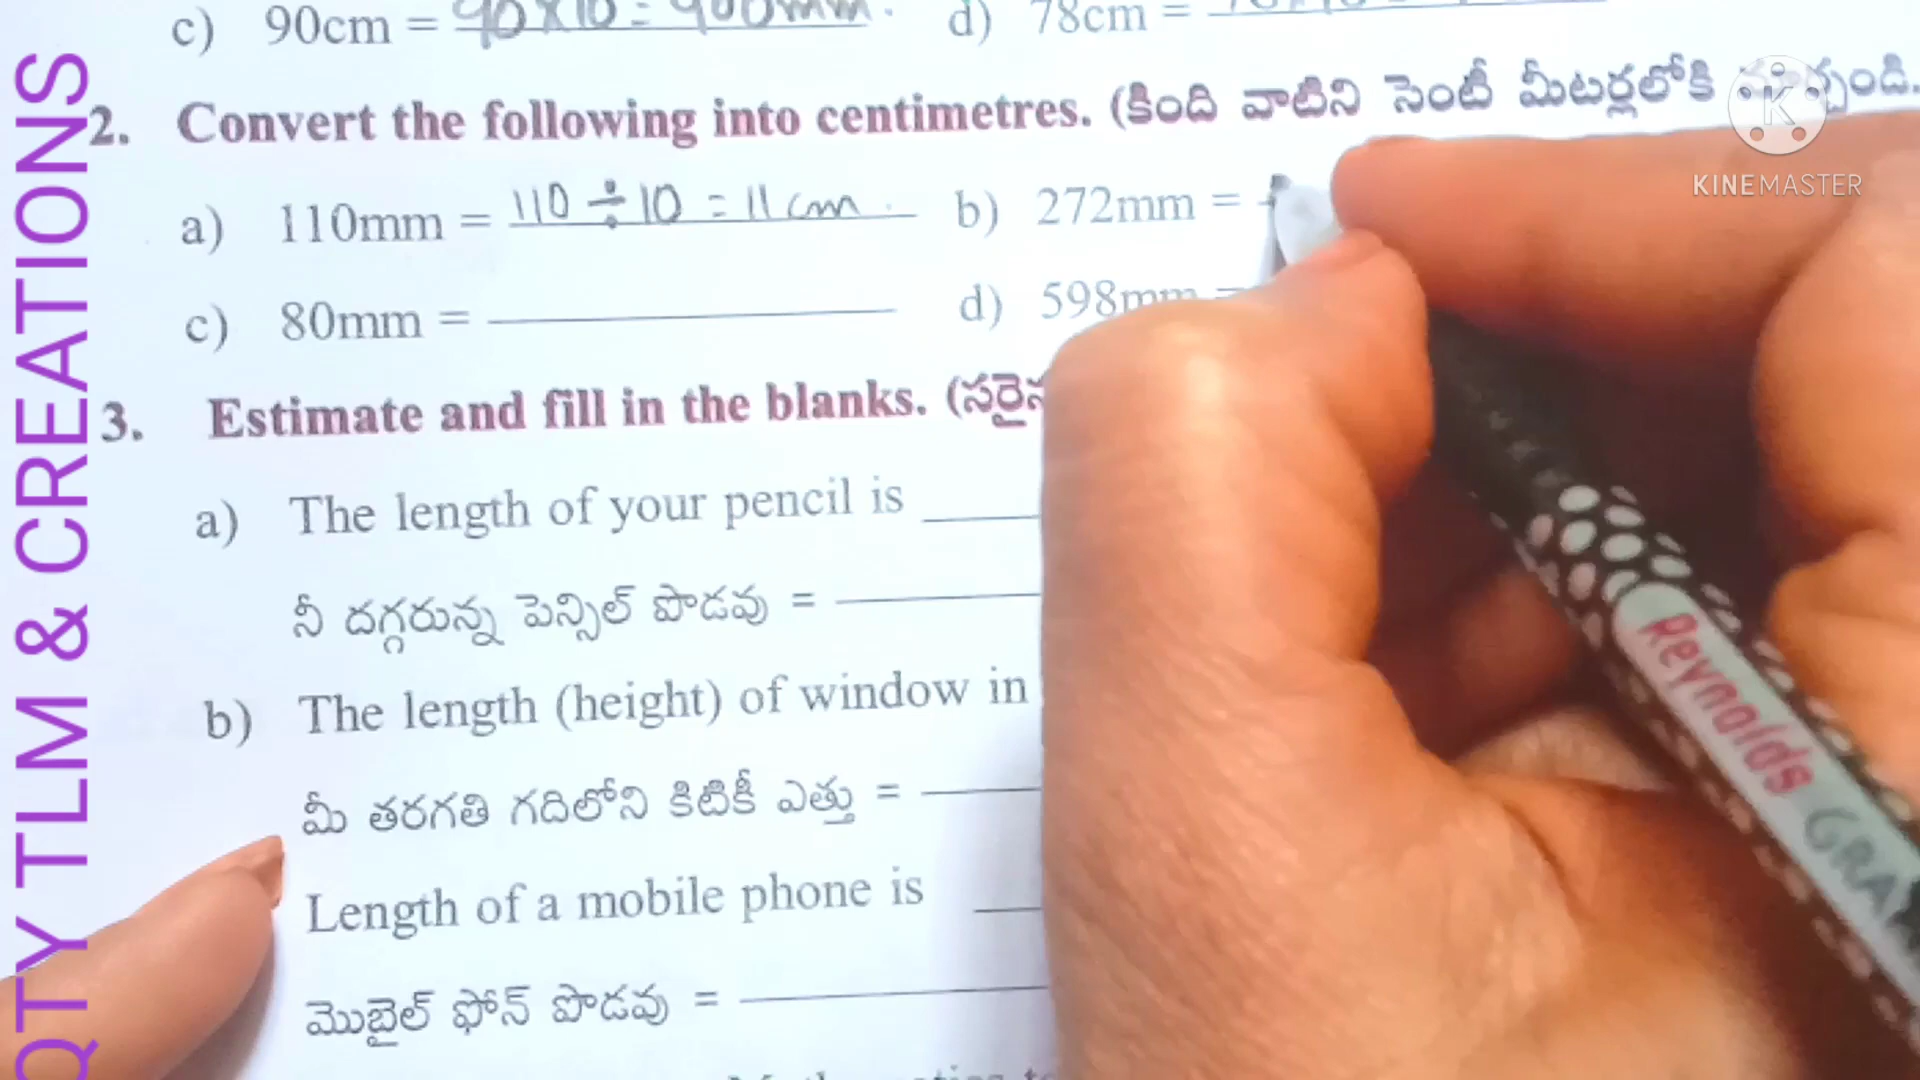 c) 90cm = 90x10 = 900mm. d) 78cm =
2. Convert the following into centimetres. (కింది వాటిని సెంటీ మీటర్లలోకి
a) 110mm = 110 ÷ 10 = 11 cm. b) 272mm =
c) 80mm = d) 598mm =
3. Estimate and fill in the blanks.
a) The length of your pencil is
నీ దగ్గరున్న పెన్సిల్ పొడవు =
b) The length (height) of window in
మీ తరగతి గదిలోని కిటికీ ఎత్తు =
Length of a mobile phone is
మొబైల్ ఫోన్ పొడవు =
QTY TLM & CREATIONS
K
KINEMASTER
Reynolds